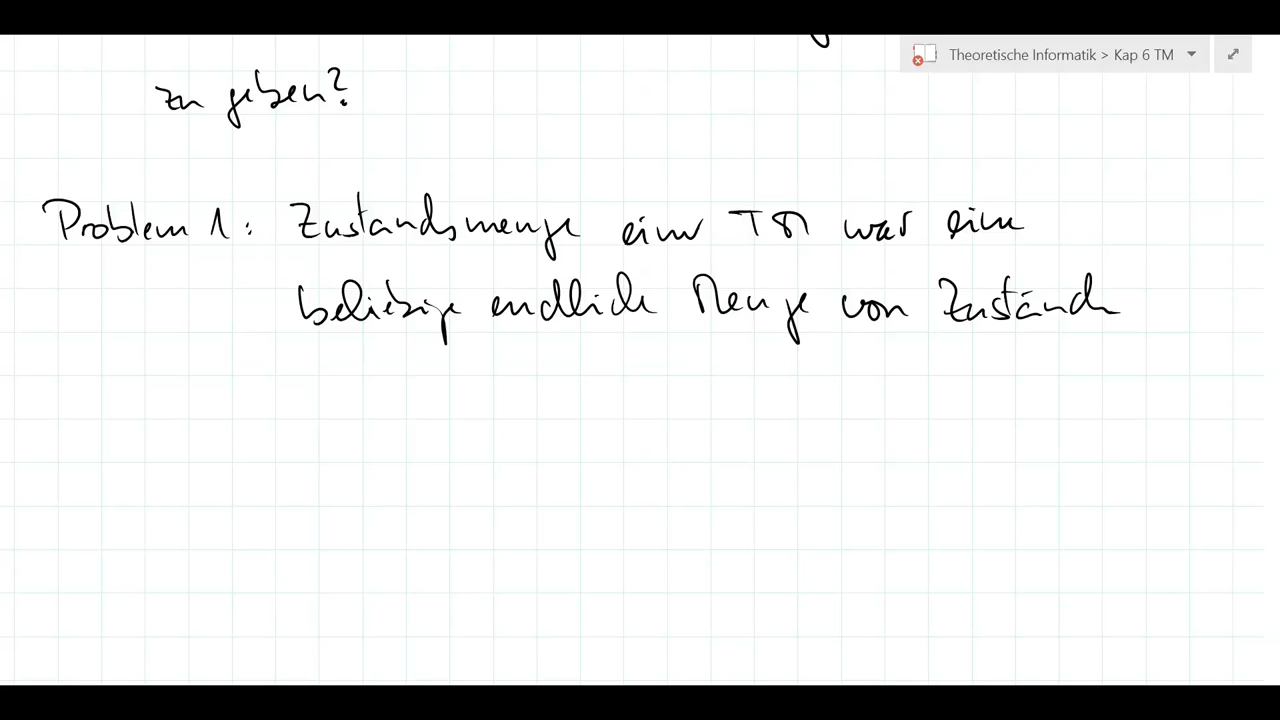 Theoretische Informatik > Kap 6 TM
zu geben?
Problem 1: Zustandsmenge einer TM war eine
beliebige endliche Menge von Zuständen